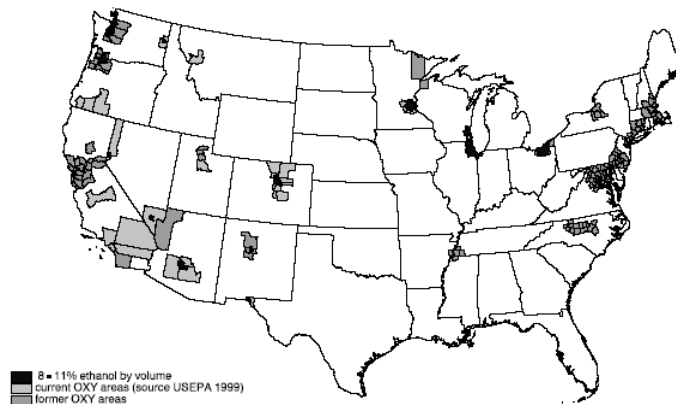 8 - 11% ethanol by volume
current OXY areas (source USEPA 1999)
former OXY areas